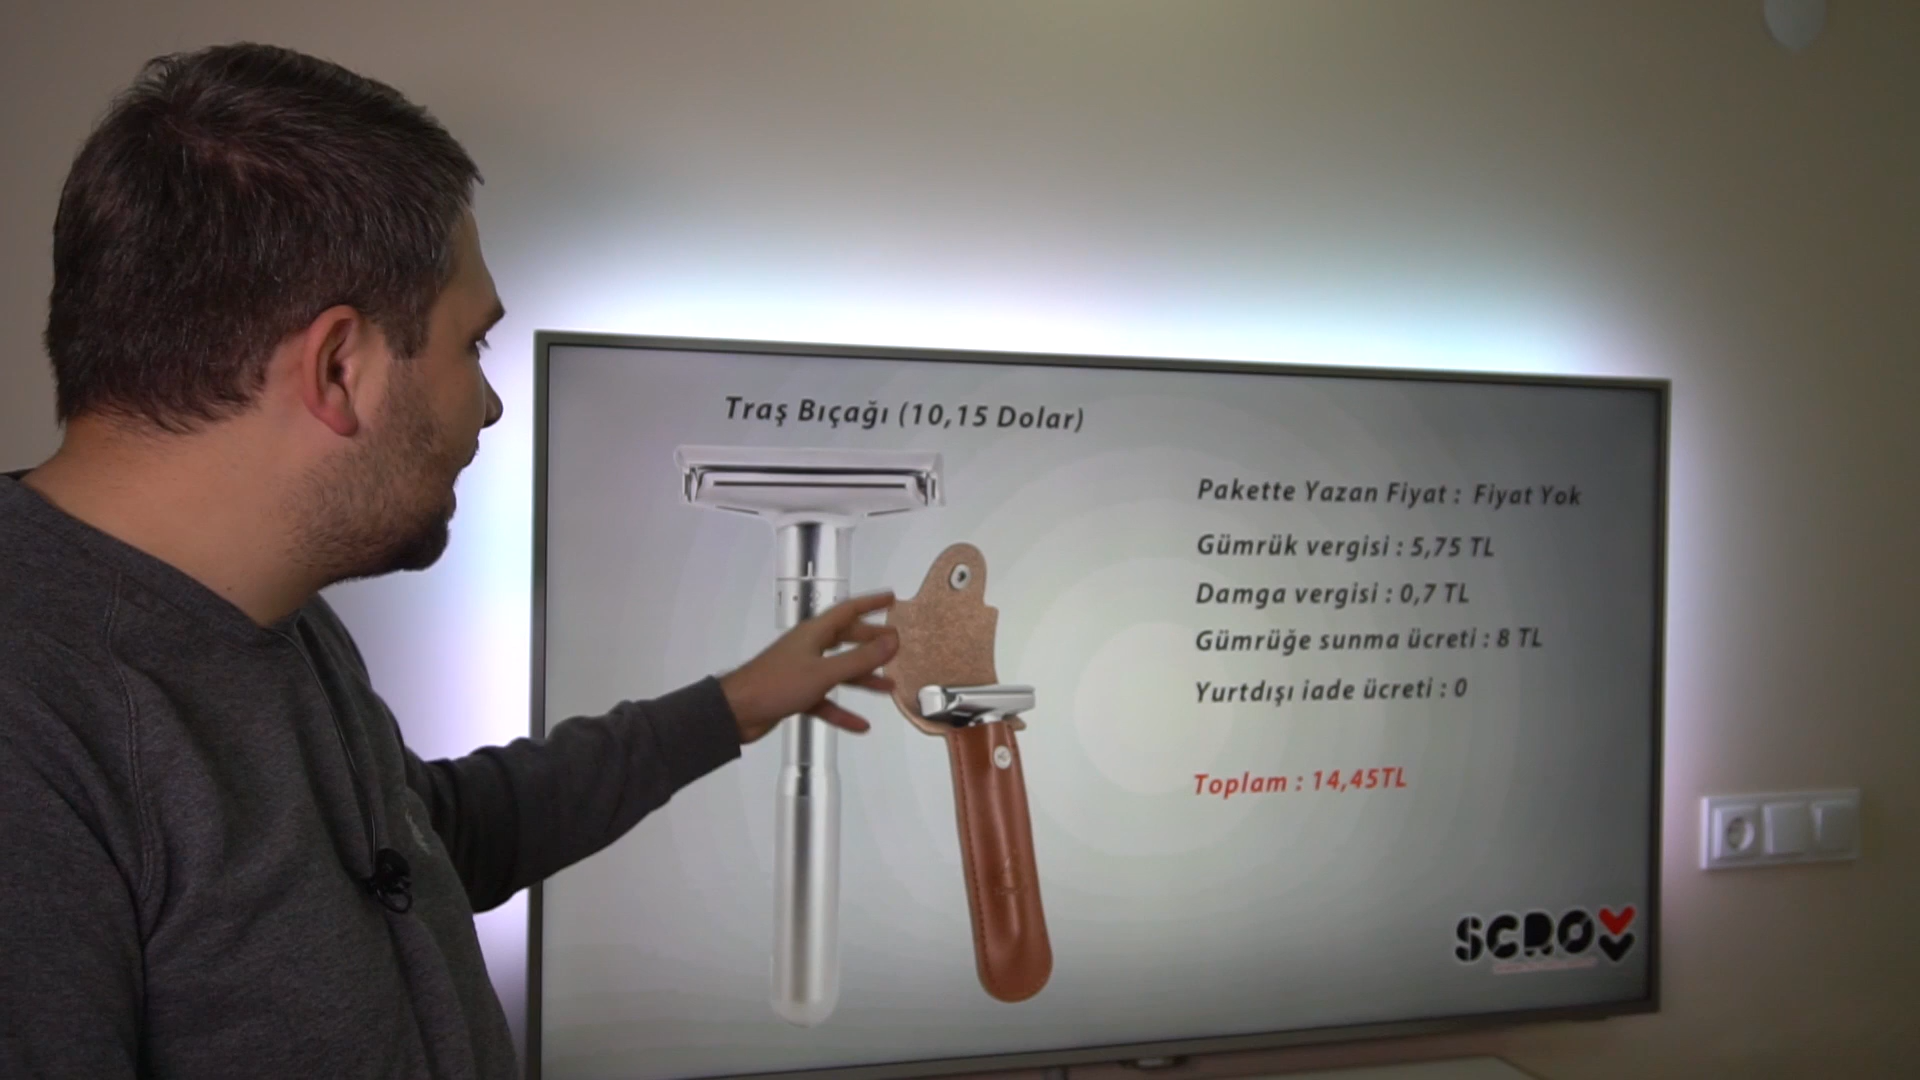 Traş Bıçağı (10,15 Dolar)
Pakette Yazan Fiyat : Fiyat Yok
Gümrük vergisi : 5,75 TL
Damga vergisi : 0,7 TL
Gümrüğe sunma ücreti : 8 TL
Yurtdışı iade ücreti : 0
Toplam : 14,45TL
SCRO